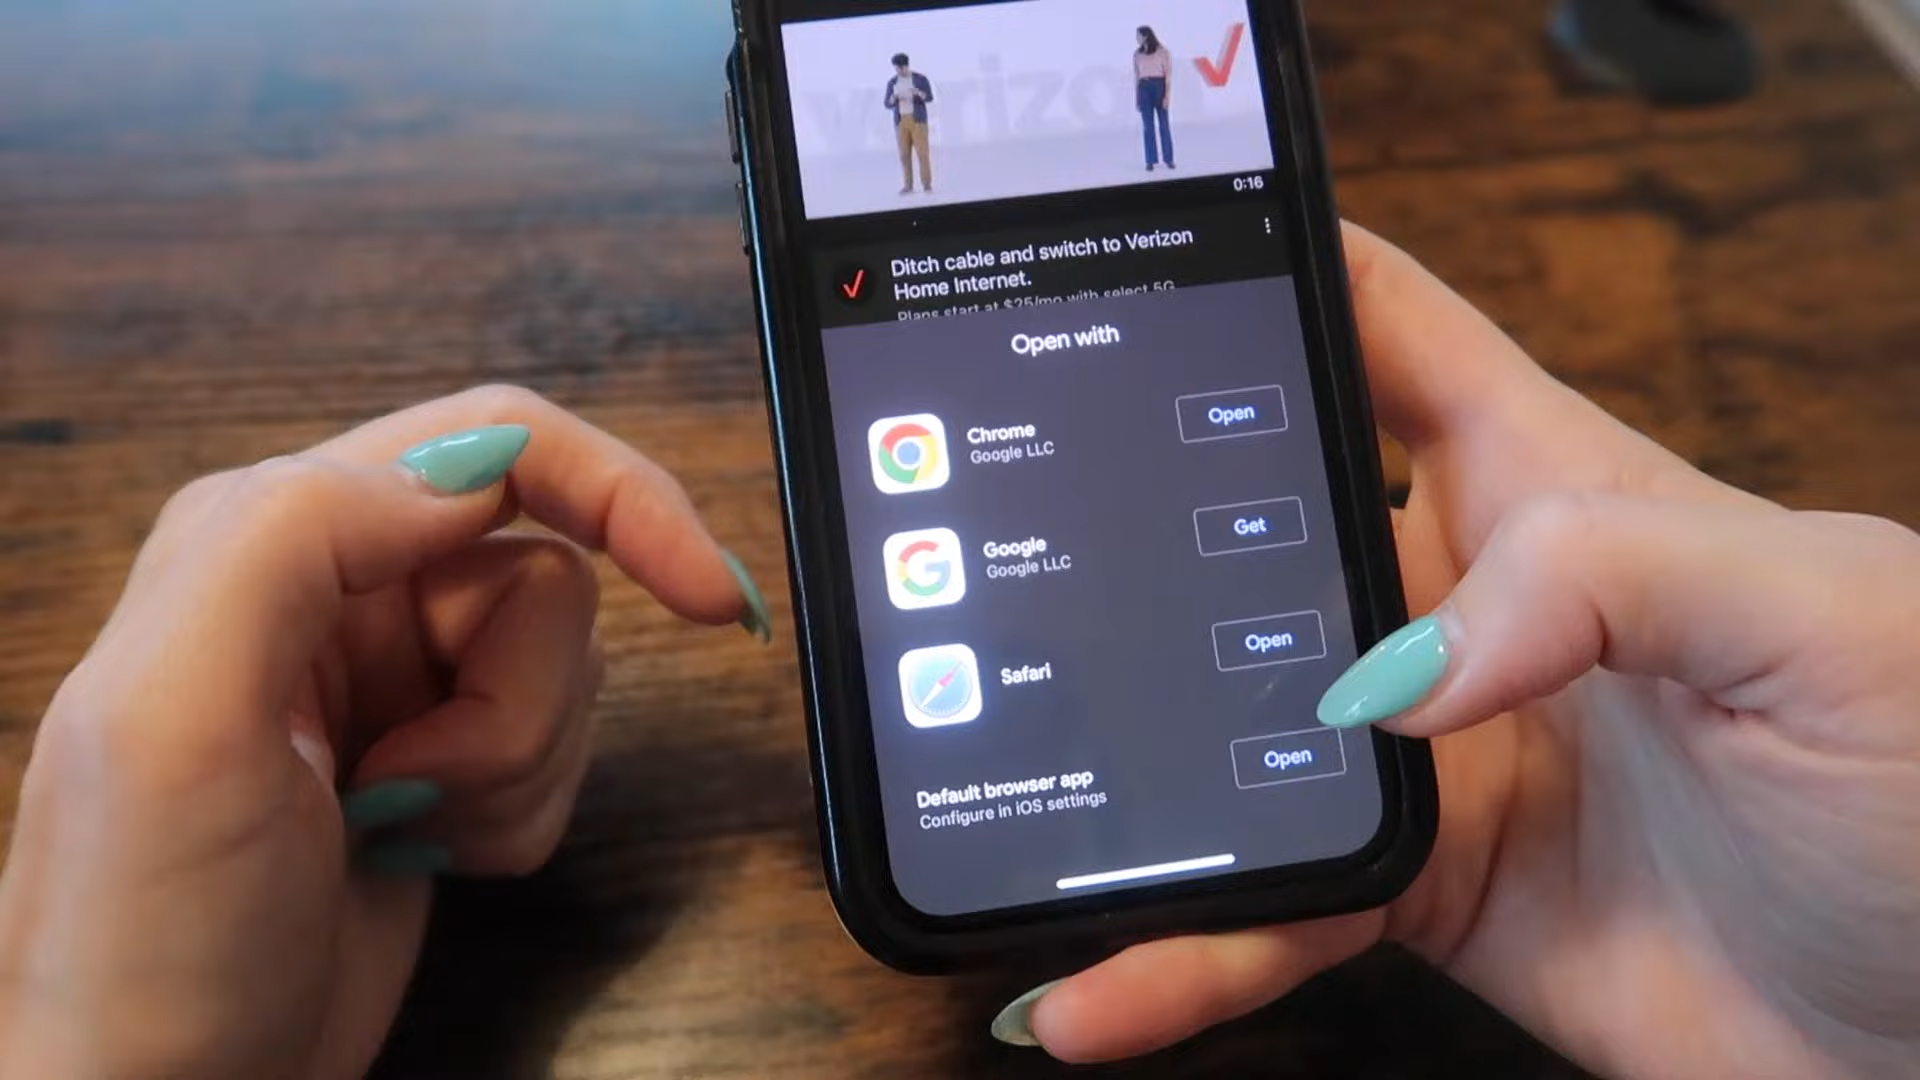 verizon
0:16
Ditch cable and switch to Verizon
Home Internet.
Plans start at $25/mo with select 5G
Open with
Chrome
Google LLC
Open
Google
Google LLC
Get
Safari
Open
Default browser app
Configure in iOS settings
Open